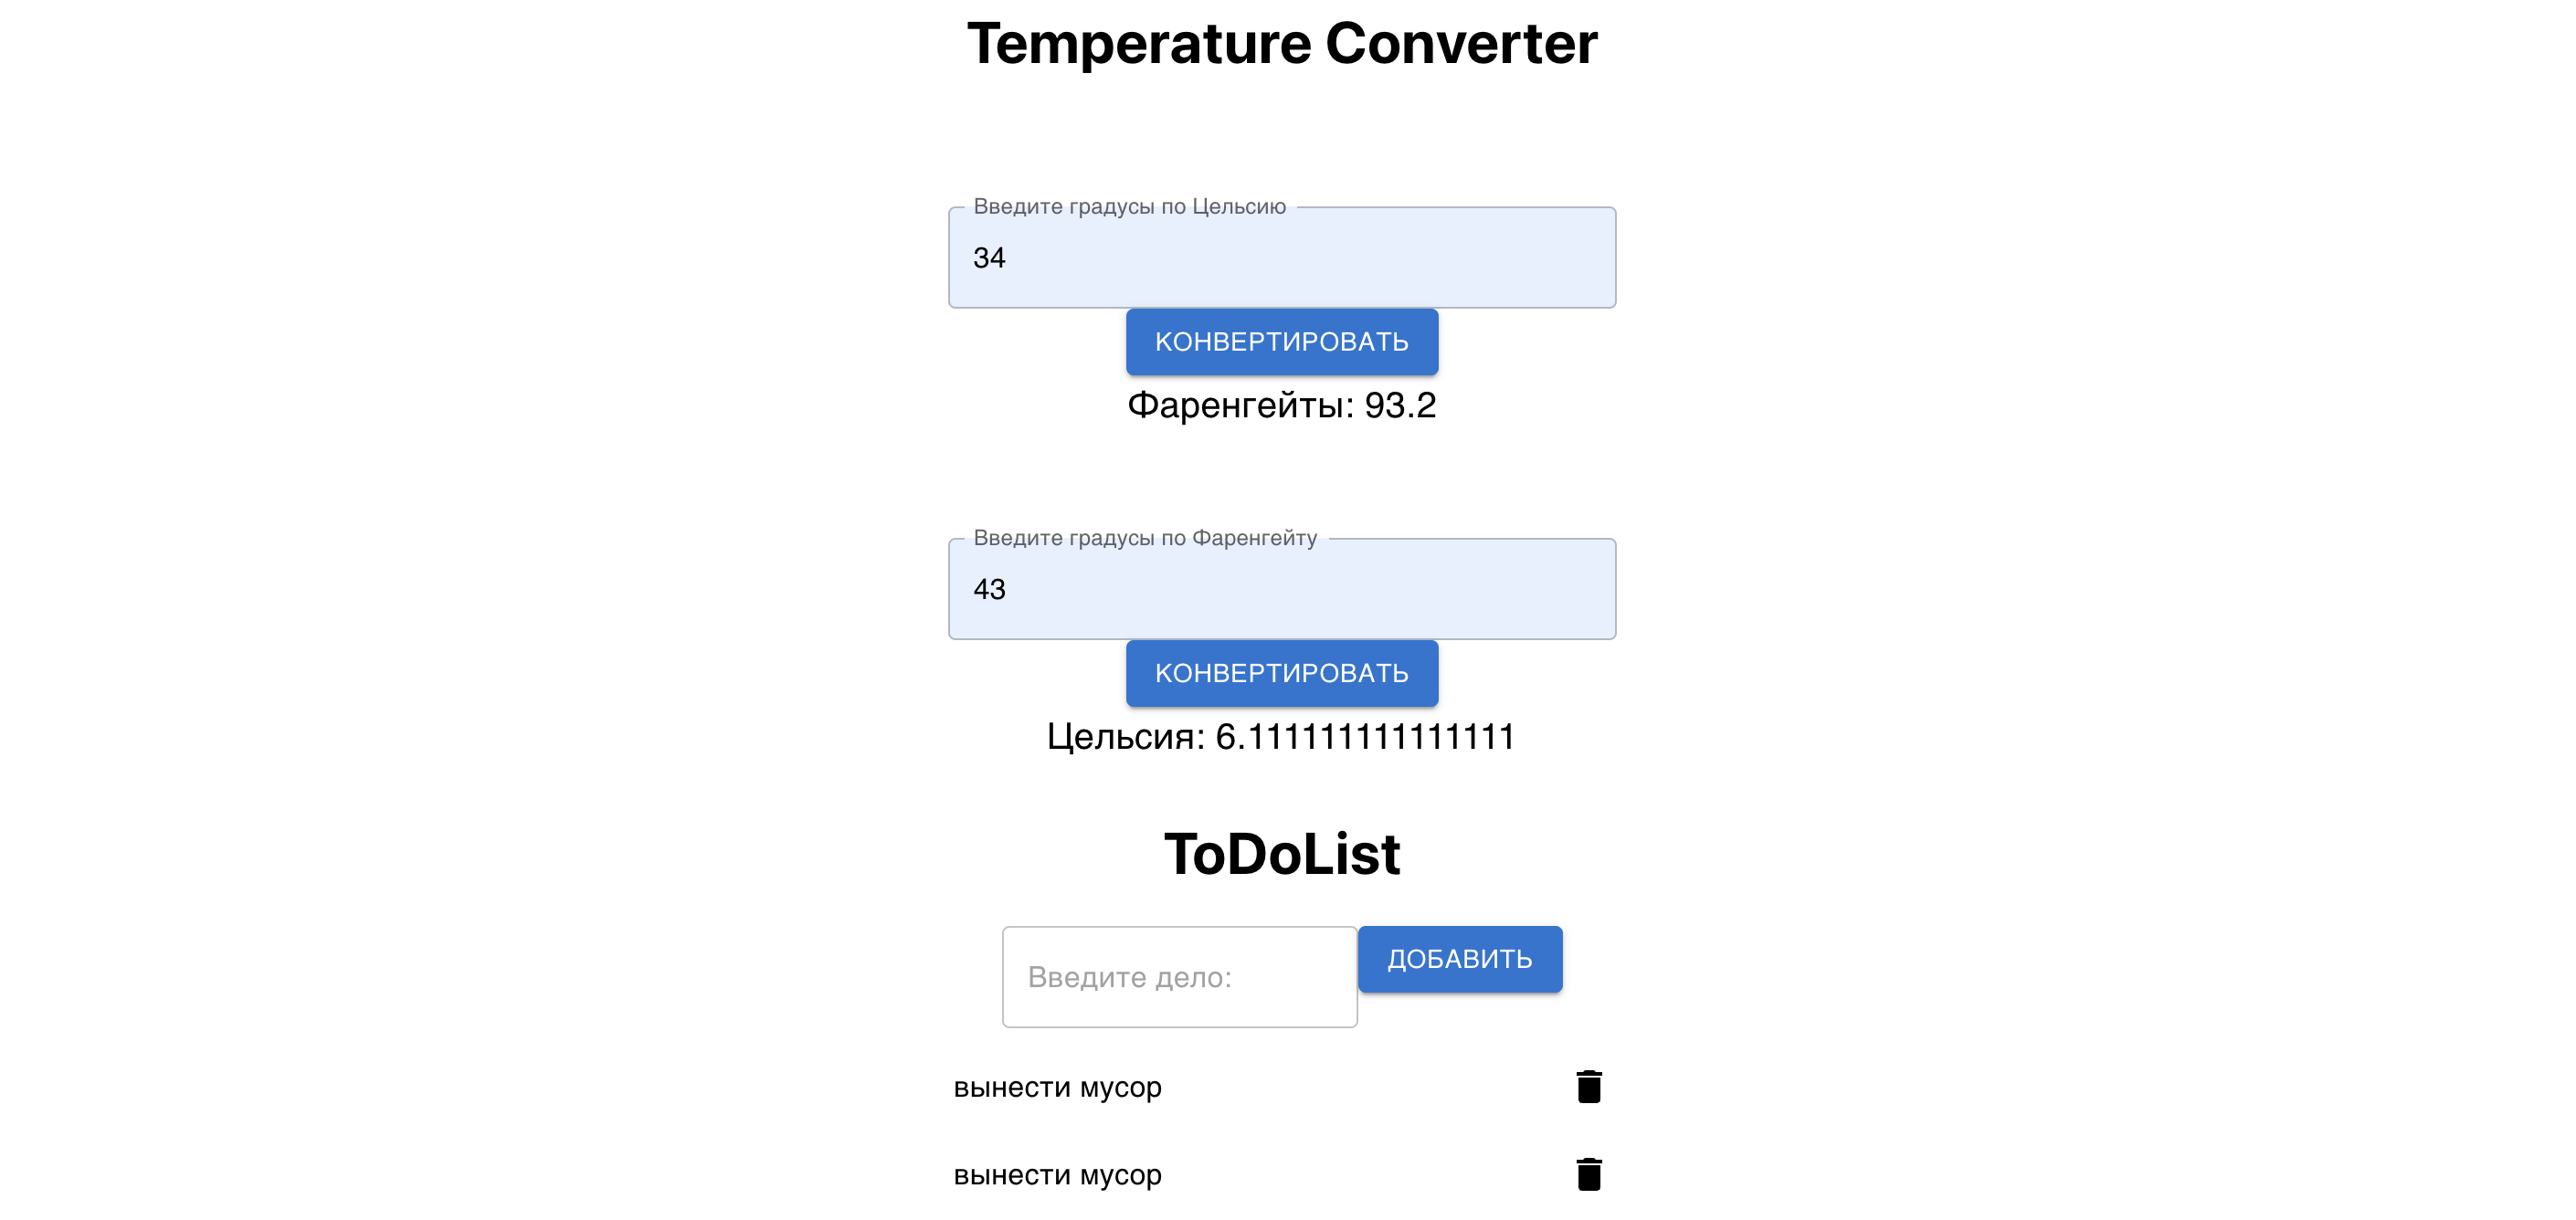 Temperature Converter
Введите градусы по Цельсию
34
КОНВЕРТИРОВАТЬ
Фаренгейты: 93.2
Введите градусы по Фаренгейту
43
КОНВЕРТИРОВАТЬ
Цельсия: 6.111111111111111
ToDoList
Введите дело: ДОБАВИТЬ
вынести мусор
вынести мусор